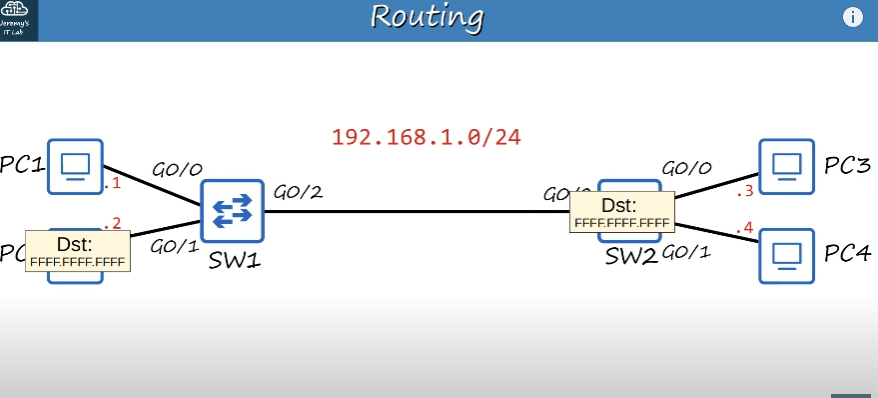 Jeremy's
IT Lab
Routing
i
192.168.1.0/24
PC1
.1
G0/0
.2
PC
Dst:
FFFF.FFFF.FFFF
G0/1
SW1
G0/2
Dst:
FFFF.FFFF.FFFF
SW2
G0/0
.3
PC3
.4
G0/1
PC4